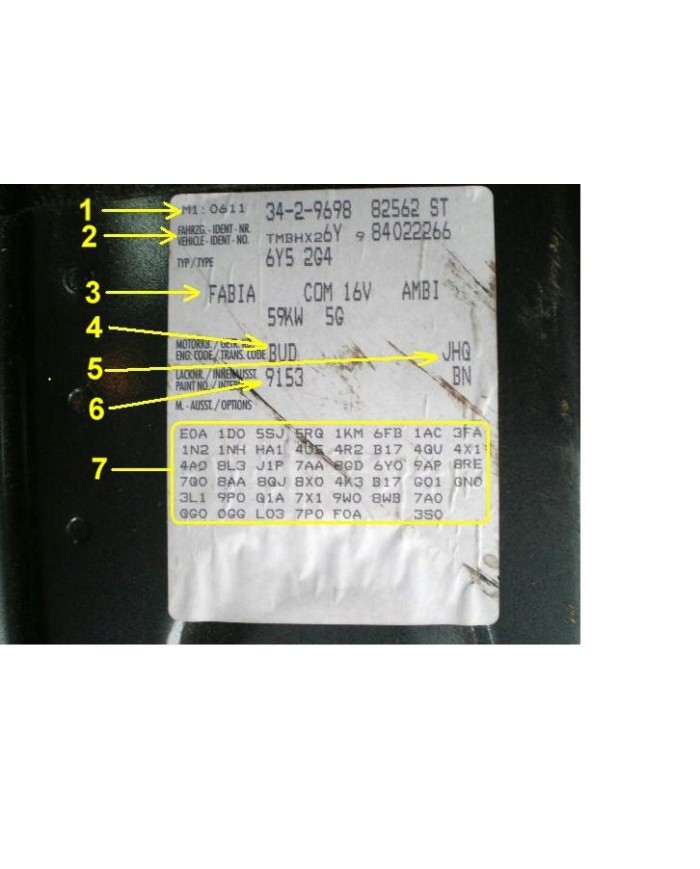 1 M1: 0611 34-2-9698 82562 ST
2 FAHRZG. - IDENT - NR.
VEHICLE - IDENT - NO. TMBHX26Y 9 84022266
TYP / TYPE 6Y5 2G4
3 FABIA COM 16V AMBI
59KW 5G
4 MOTORKB. / GETR.
5 ENG. CODE / TRANS. CODE BUD JHQ
LACKNR. / INNENAUSST. 9153 BN
6 PAINT NO. /
M. - AUSST. / OPTIONS
E0A 1D0 5SJ 5RQ 1KM 6FB 1AC 3FA
1N2 1NH HA1 4UE 4R2 B17 4QU 4X1
7 4A0 8L3 J1P 7AA 8GD 6Y0 9AP 8RE
7Q0 8AA 8QJ 8X0 4K3 B17 G01 0N0
3L1 9P0 Q1A 7X1 9W0 8WB 7A0
QG0 0GG L03 7P0 F0A 3S0